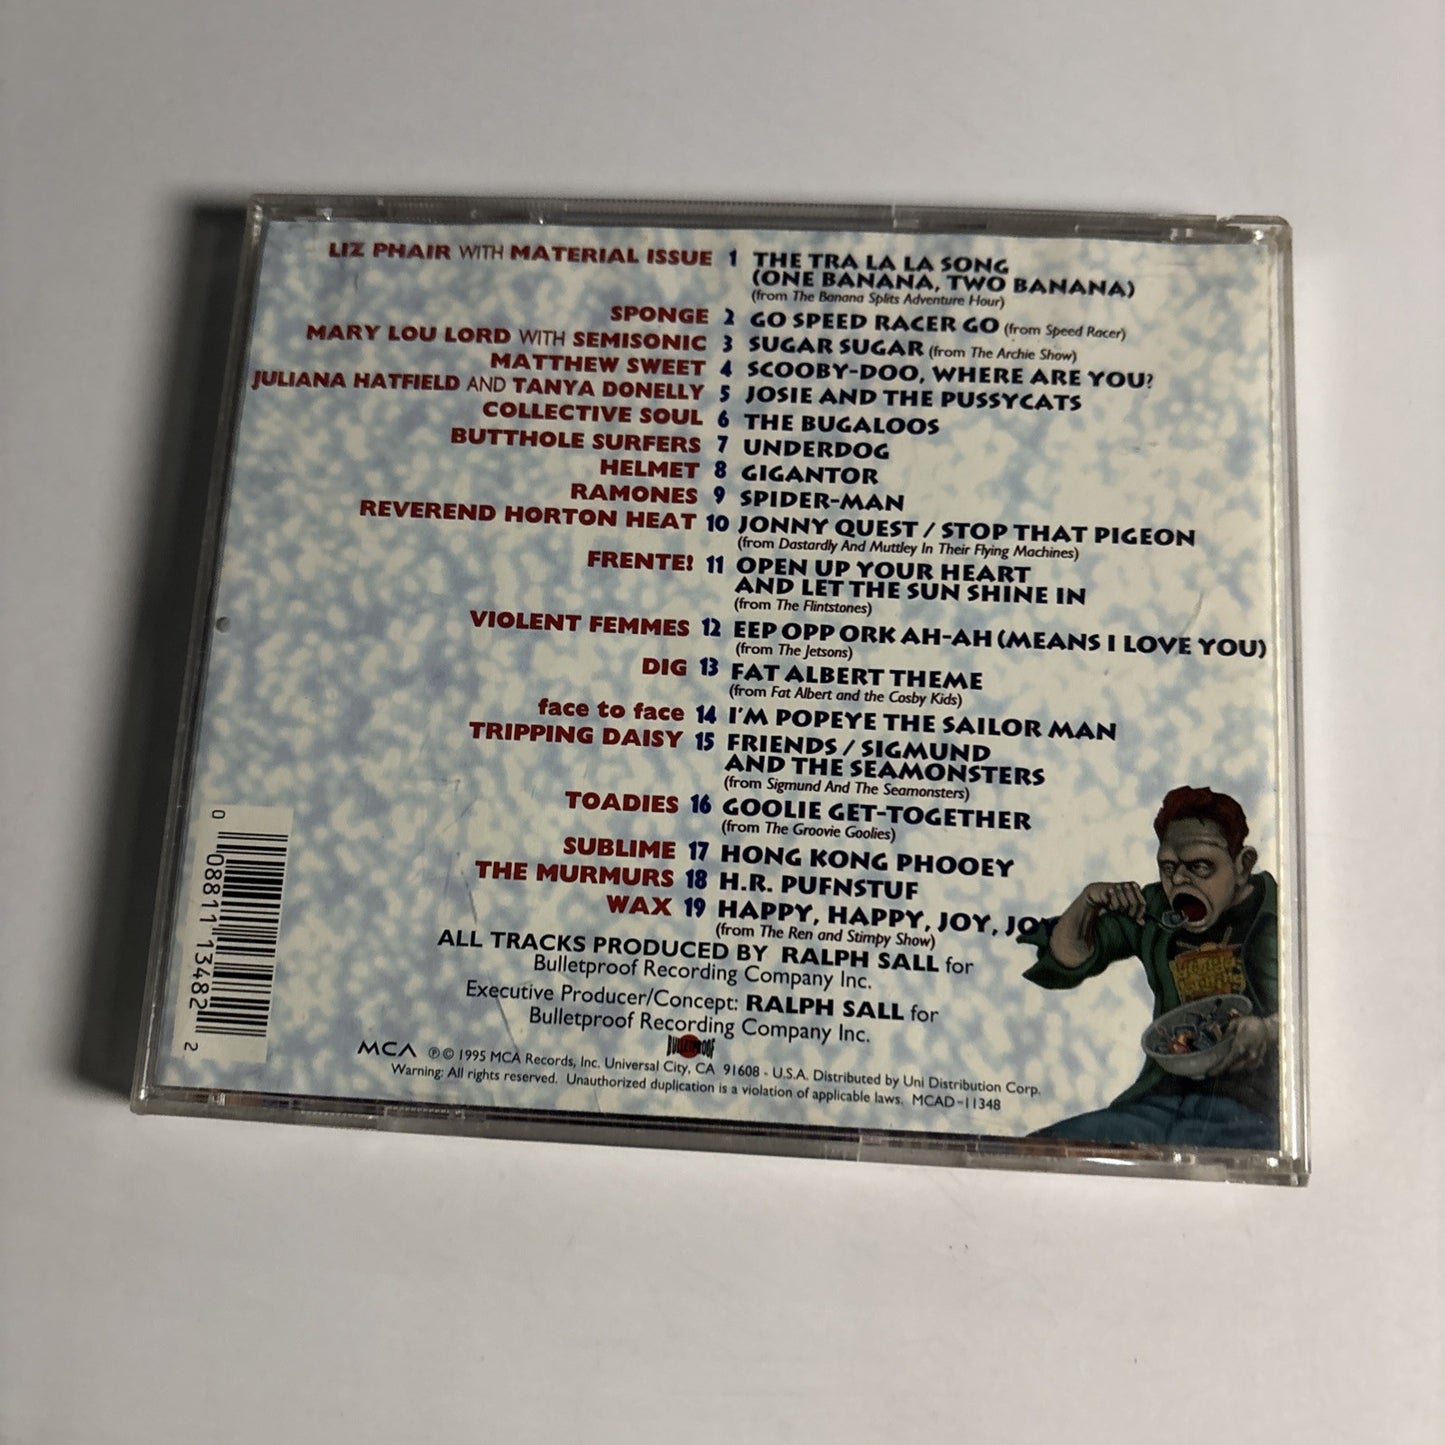 LIZ PHAIR WITH MATERIAL ISSUE 1 THE TRA LA LA SONG
(ONE BANANA, TWO BANANA)
(from The Banana Splits Adventure Hour)
SPONGE 2 GO SPEED RACER GO (from Speed Racer)
MARY LOU LORD WITH SEMISONIC 3 SUGAR SUGAR (from The Archie Show)
MATTHEW SWEET 4 SCOOBY-DOO, WHERE ARE YOU?
JULIANA HATFIELD AND TANYA DONELLY 5 JOSIE AND THE PUSSYCATS
COLLECTIVE SOUL 6 THE BUGALOOS
BUTTHOLE SURFERS 7 UNDERDOG
HELMET 8 GIGANTOR
RAMONES 9 SPIDER-MAN
REVEREND HORTON HEAT 10 JONNY QUEST / STOP THAT PIGEON
(from Dastardly And Muttley In Their Flying Machines)
FRENTE! 11 OPEN UP YOUR HEART
AND LET THE SUN SHINE IN
(from The Flintstones)
VIOLENT FEMMES 12 EEP OPP ORK AH-AH (MEANS I LOVE YOU)
(from The Jetsons)
DIG 13 FAT ALBERT THEME
(from Fat Albert and the Cosby Kids)
face to face 14 I'M POPEYE THE SAILOR MAN
TRIPPING DAISY 15 FRIENDS / SIGMUND
AND THE SEAMONSTERS
(from Sigmund And The Seamonsters)
TOADIES 16 GOOLIE GET-TOGETHER
(from The Groovie Goolies)
SUBLIME 17 HONG KONG PHOOEY
THE MURMURS 18 H.R. PUFNSTUF
WAX 19 HAPPY, HAPPY, JOY, JOY
(from The Ren and Stimpy Show)
ALL TRACKS PRODUCED BY RALPH SALL for
Bulletproof Recording Company Inc.
Executive Producer/Concept: RALPH SALL for
Bulletproof Recording Company Inc.
BULLETPROOF
MCA ℗© 1995 MCA Records, Inc. Universal City, CA 91608 - U.S.A. Distributed by Uni Distribution Corp.
Warning: All rights reserved. Unauthorized duplication is a violation of applicable laws. MCAD-11348
0 08811 13482 2